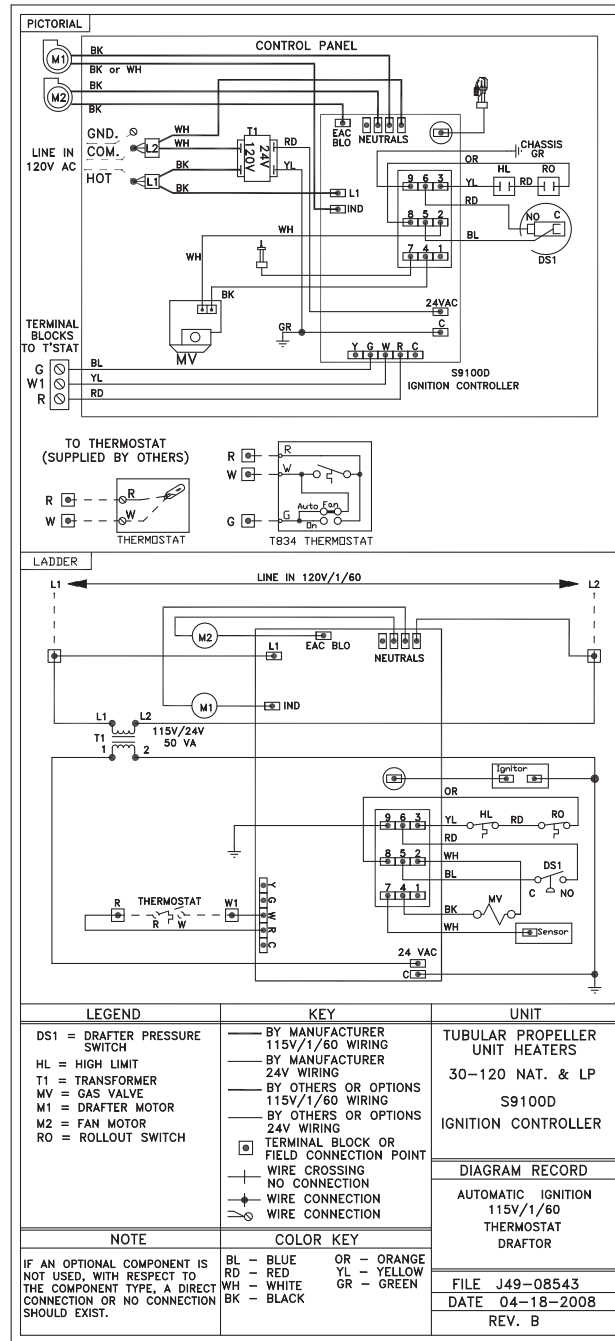 PICTORIAL
CONTROL PANEL
M1
BK
BK or WH
M2
BK
BK
GND.
COM.
LINE IN
120V AC
HOT
L2
L1
WH
WH
BK
BK
T1
120V
24V
RD
YL
EAC
BLO
NEUTRALS
L1
IND
CHASSIS
GR
OR
HL
RO
9 6 3
YL
RD
RD
8 5 2
NO C
BL
DS1
7 4 1
WH
WH
BK
MV
24VAC
GR
C
TERMINAL
BLOCKS
TO T'STAT
Y G W R C
S9100D
IGNITION CONTROLLER
G
BL
W1
YL
R
RD
TO THERMOSTAT
(SUPPLIED BY OTHERS)
R
R
W
W
THERMOSTAT
R
R
W
W
Auto Fan
G
G
On
T834 THERMOSTAT
LADDER
L1
LINE IN 120V/1/60
L2
M2
EAC BLO
NEUTRALS
L1
M1
IND
L1
L2
T1
115V/24V
50 VA
1
2
Ignitor
OR
9 6 3
YL
HL
RD
RO
RD
8 5 2
WH
BL
DS1
C NO
7 4 1
MV
BK
WH
Sensor
Y
G
W
R
C
R
THERMOSTAT
W1
R W
24 VAC
C
LEGEND
DS1 = DRAFTER PRESSURE
SWITCH
HL = HIGH LIMIT
T1 = TRANSFORMER
MV = GAS VALVE
M1 = DRAFTER MOTOR
M2 = FAN MOTOR
RO = ROLLOUT SWITCH
KEY
BY MANUFACTURER
115V/1/60 WIRING
BY MANUFACTURER
24V WIRING
BY OTHERS OR OPTIONS
115V/1/60 WIRING
BY OTHERS OR OPTIONS
24V WIRING
TERMINAL BLOCK OR
FIELD CONNECTION POINT
WIRE CROSSING
NO CONNECTION
WIRE CONNECTION
WIRE CONNECTION
UNIT
TUBULAR PROPELLER
UNIT HEATERS
30-120 NAT. & LP
S9100D
IGNITION CONTROLLER
DIAGRAM RECORD
AUTOMATIC IGNITION
115V/1/60
THERMOSTAT
DRAFTOR
NOTE
IF AN OPTIONAL COMPONENT IS
NOT USED, WITH RESPECT TO
THE COMPONENT TYPE, A DIRECT
CONNECTION OR NO CONNECTION
SHOULD EXIST.
COLOR KEY
BL - BLUE OR - ORANGE
RD - RED YL - YELLOW
WH - WHITE GR - GREEN
BK - BLACK
FILE J49-08543
DATE 04-18-2008
REV. B